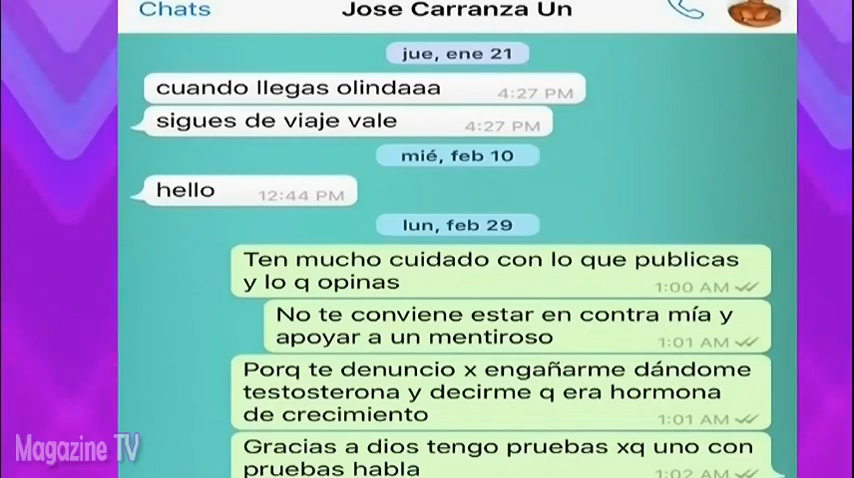 Chats
Jose Carranza Un
jue, ene 21
cuando llegas olindaaa
4:27 PM
sigues de viaje vale
4:27 PM
mié, feb 10
hello
12:44 PM
lun, feb 29
Ten mucho cuidado con lo que publicas
y lo q opinas
1:00 AM
No te conviene estar en contra mía y
apoyar a un mentiroso
1:01 AM
Porq te denuncio x engañarme dándome
testosterona y decirme q era hormona
de crecimiento
1:01 AM
Gracias a dios tengo pruebas xq uno con
pruebas habla
1:02 AM
Magazine TV